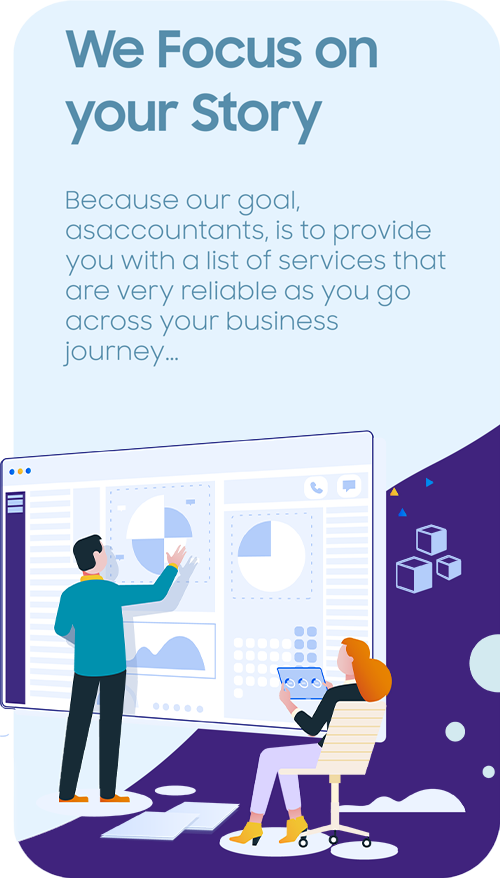 We Focus on
your Story
Because our goal,
asaccountants, is to provide
you with a list of services that
are very reliable as you go
across your business
journey...